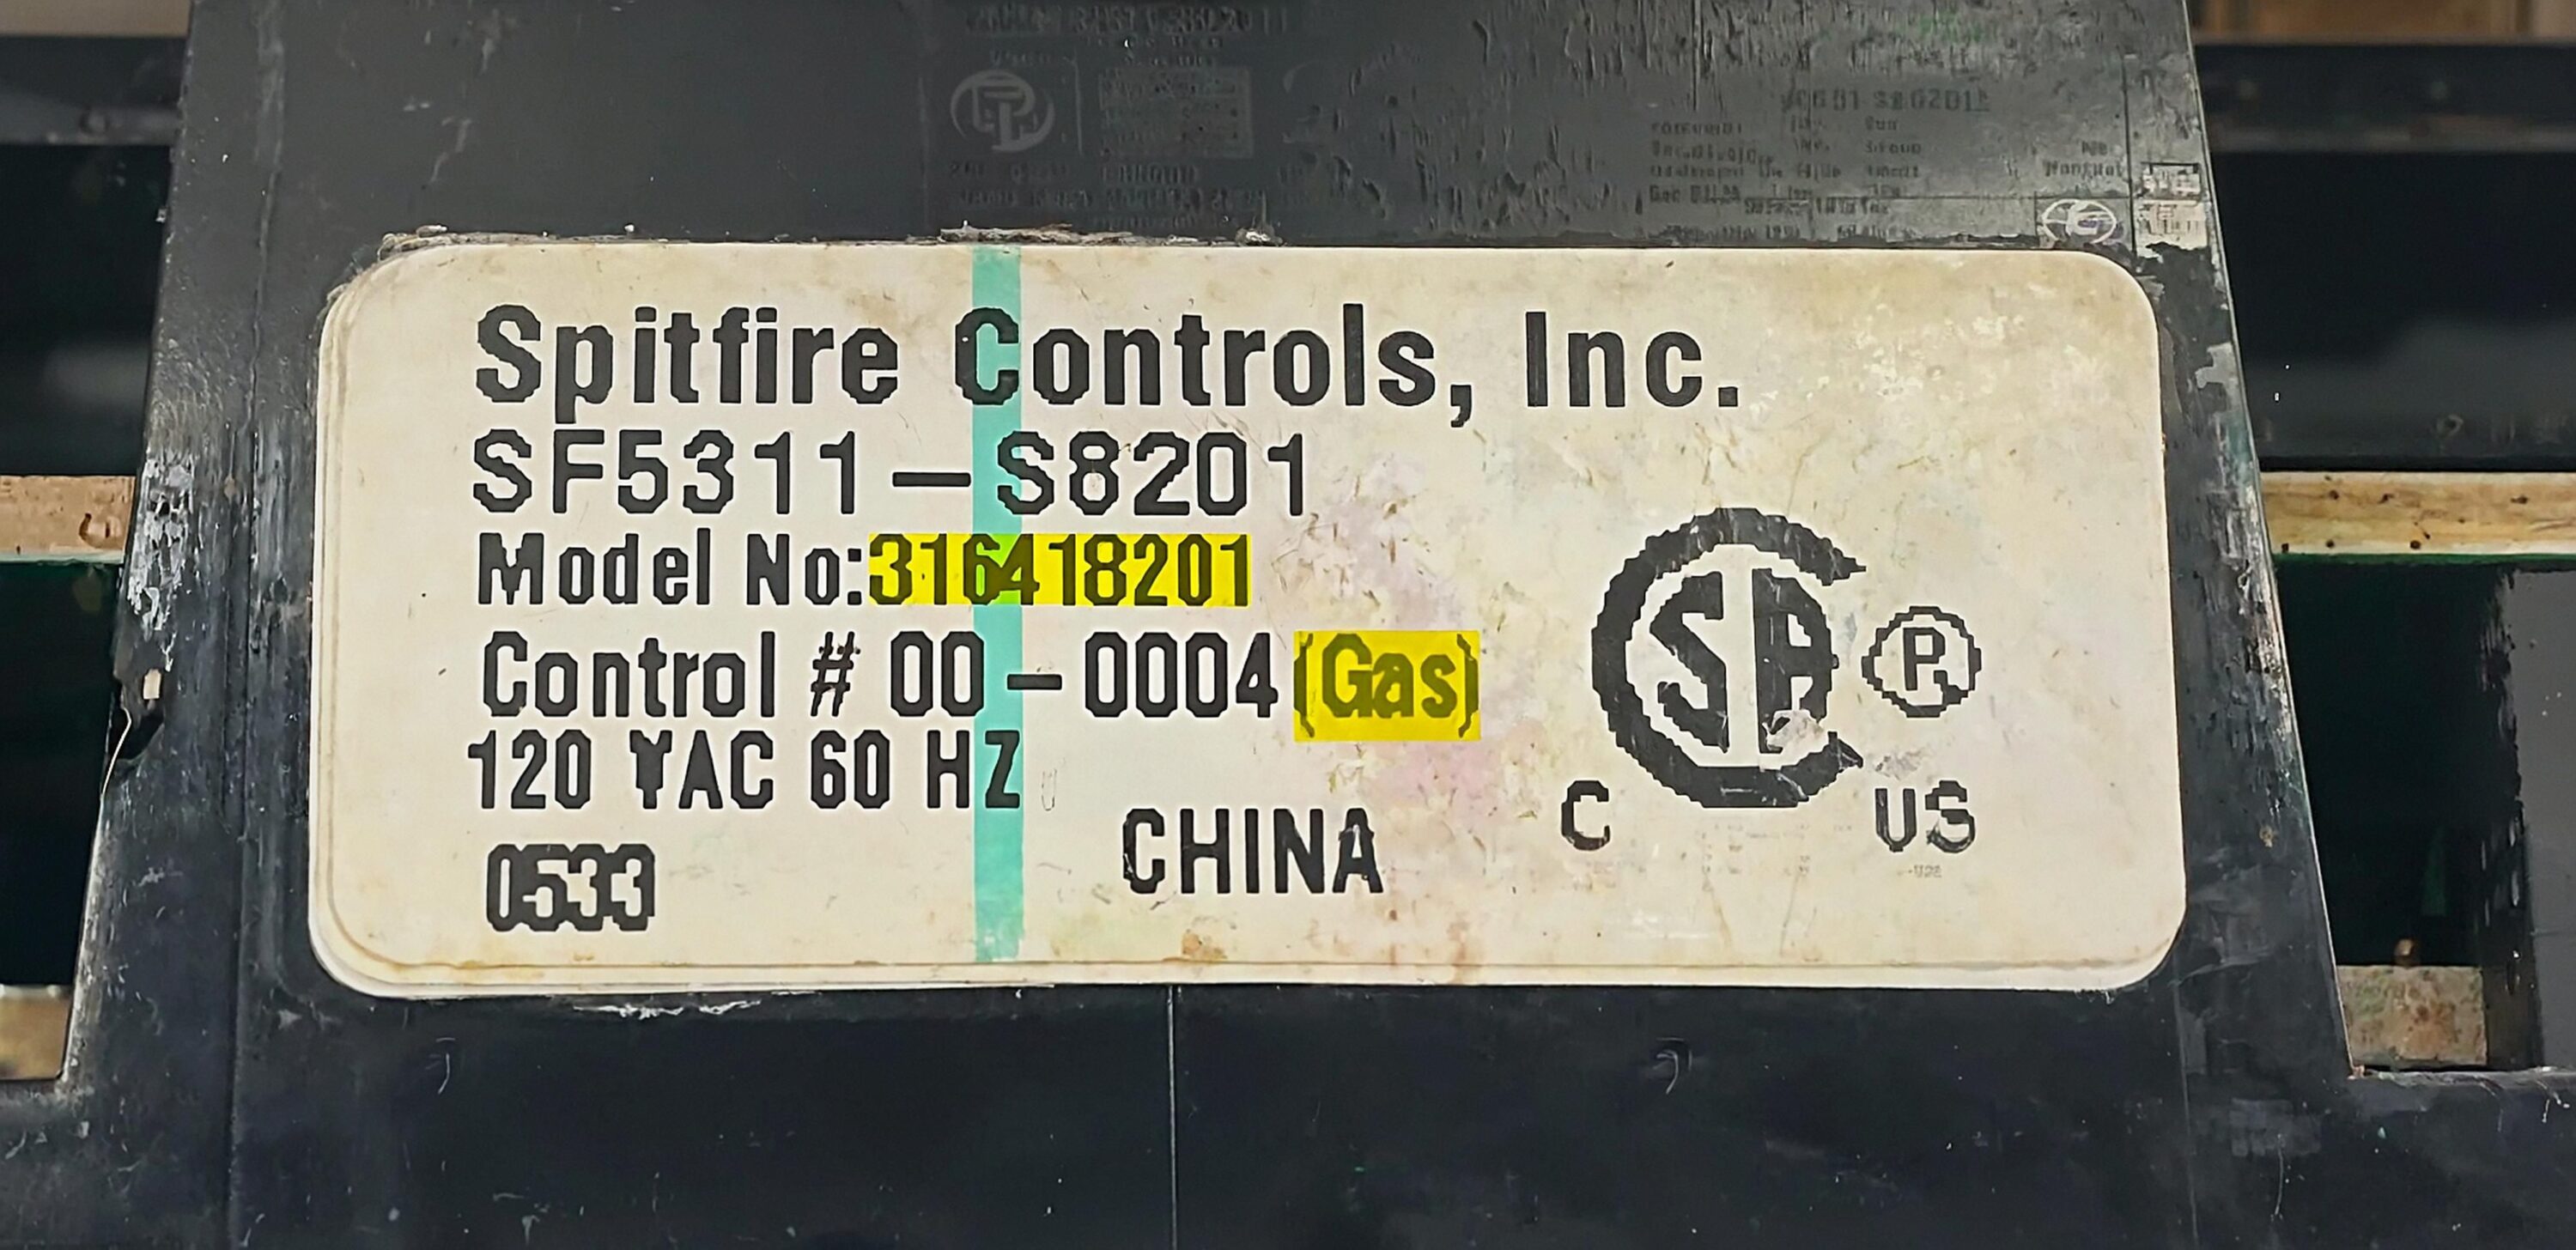 Spitfire Controls, Inc.
SF5311-S8201
Model No:316418201
Control # 00-0004 (Gas)
120 VAC 60 HZ
0533
CHINA
SA
P
C US